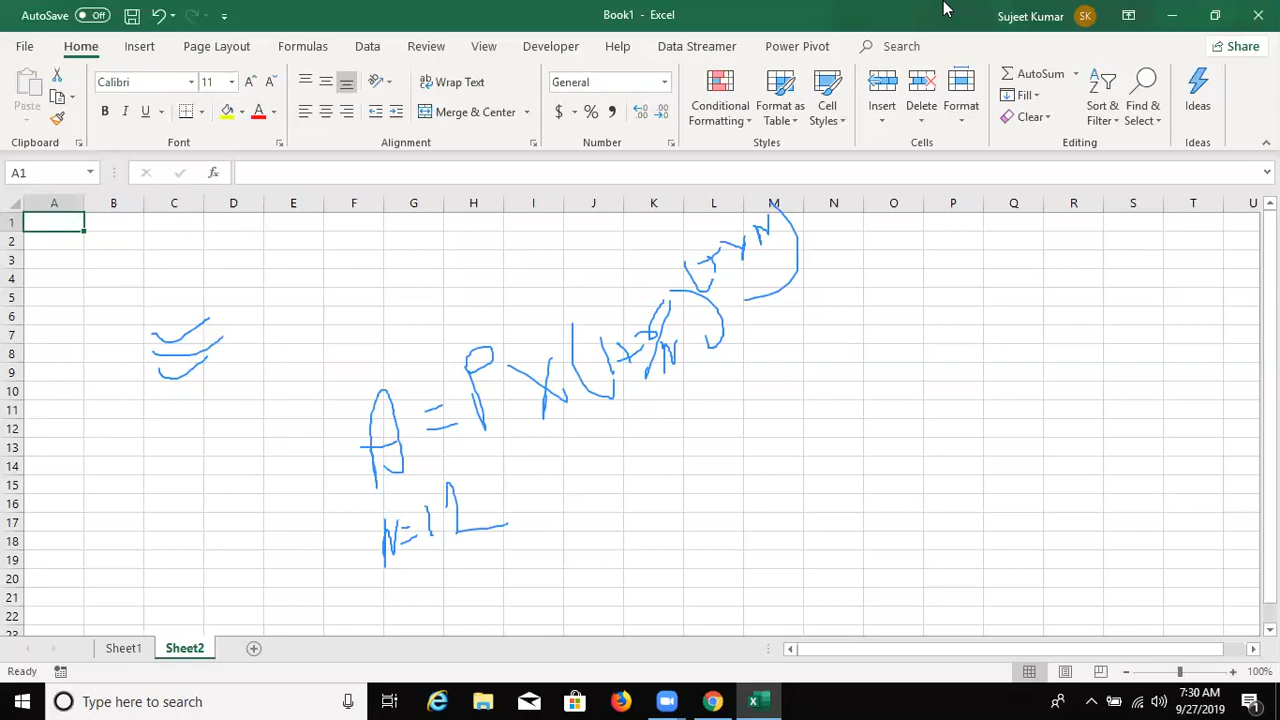 AutoSave Off Book1 - Excel Sujeet Kumar SK
File Home Insert Page Layout Formulas Data Review View Developer Help Data Streamer Power Pivot Search Share
Paste Calibri 11 Wrap Text General Conditional Formatting Format as Table Cell Styles Insert Delete Format AutoSum Fill Clear Sort & Filter Find & Select Ideas
B I U Merge & Center $ % ,
Clipboard Font Alignment Number Styles Cells Editing Ideas
A1 fx
A B C D E F G H I J K L M N O P Q R S T U
1
2
3
4
5
6
7
8
9
10
11
12
13
14
15
16
17
18
19
20
21
22
23
A = P x (1 + r/N)
N = 12
Sheet1 Sheet2
Ready 100%
Type here to search 7:30 AM
9/27/2019 1